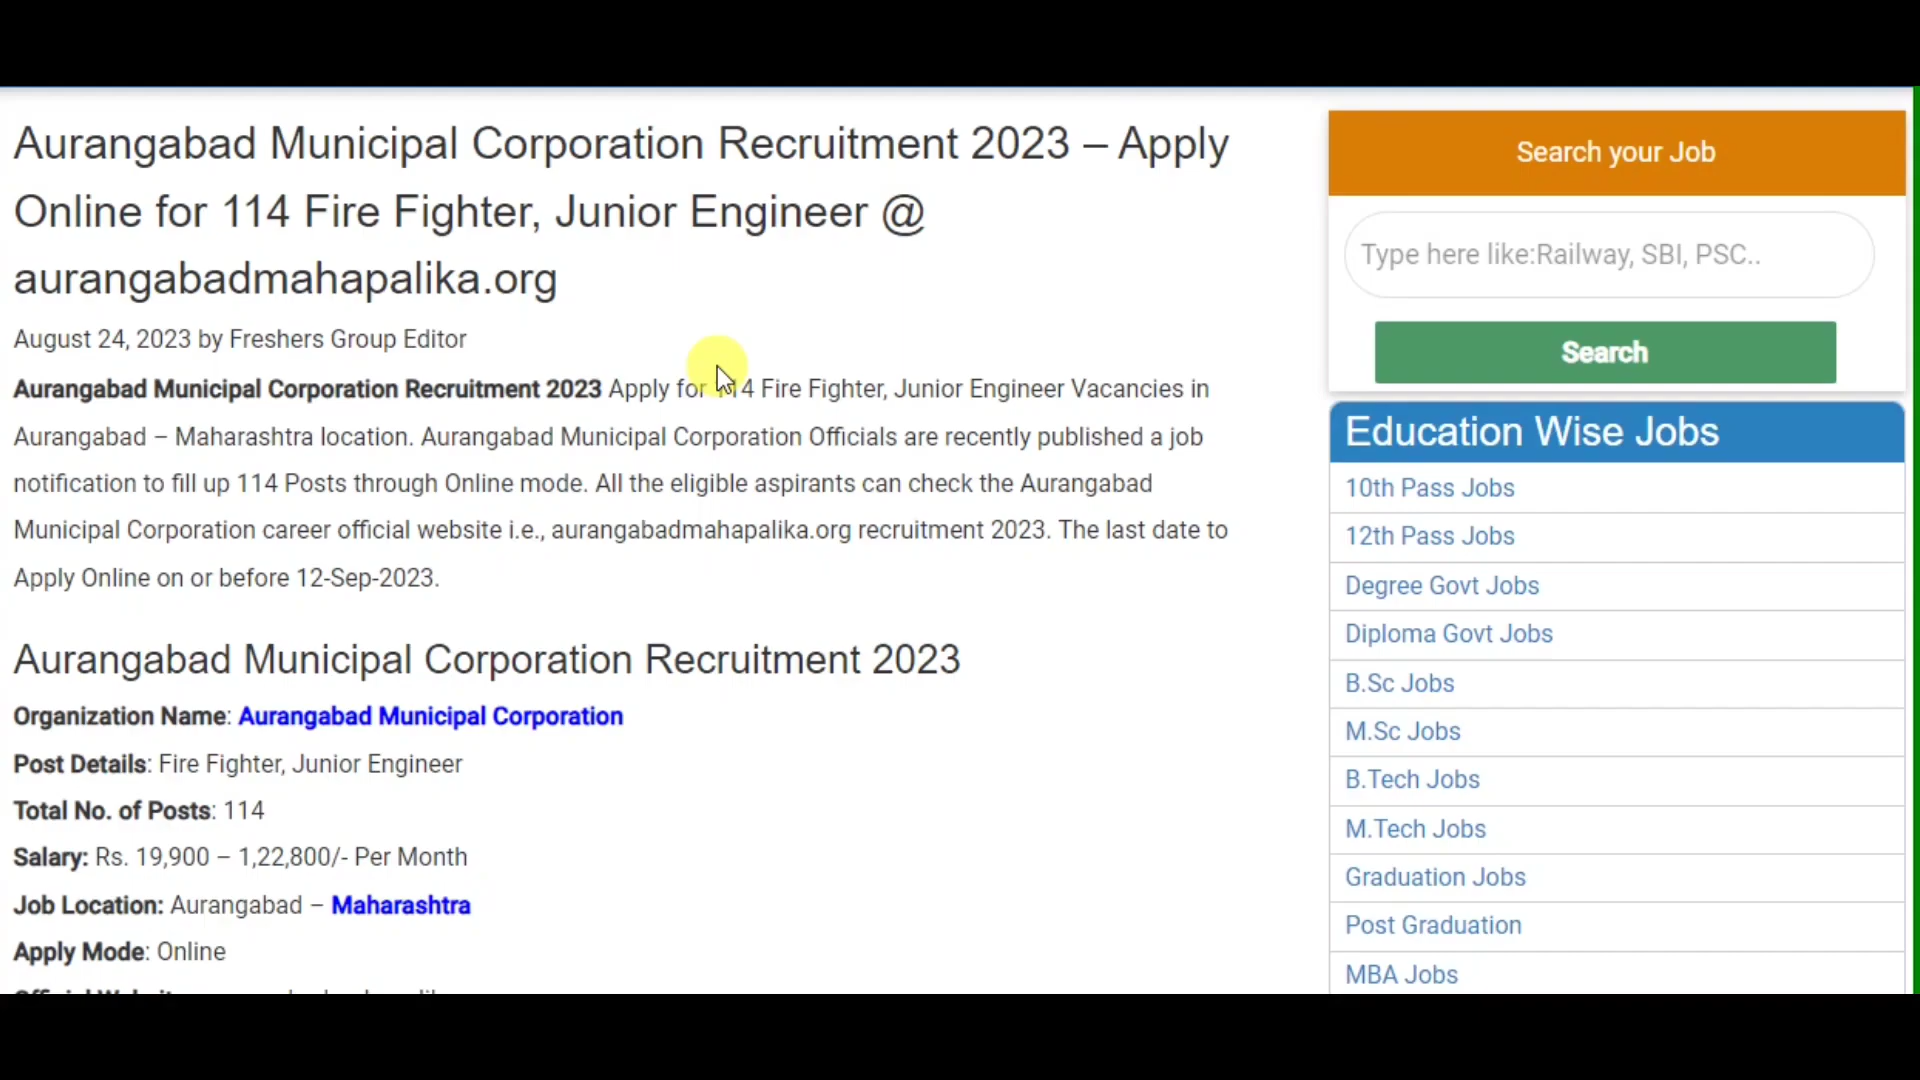 Aurangabad Municipal Corporation Recruitment 2023 – Apply
Online for 114 Fire Fighter, Junior Engineer @
aurangabadmahapalika.org
August 24, 2023 by Freshers Group Editor
Aurangabad Municipal Corporation Recruitment 2023 Apply for 114 Fire Fighter, Junior Engineer Vacancies in
Aurangabad – Maharashtra location. Aurangabad Municipal Corporation Officials are recently published a job
notification to fill up 114 Posts through Online mode. All the eligible aspirants can check the Aurangabad
Municipal Corporation career official website i.e., aurangabadmahapalika.org recruitment 2023. The last date to
Apply Online on or before 12-Sep-2023.
Aurangabad Municipal Corporation Recruitment 2023
Organization Name: Aurangabad Municipal Corporation
Post Details: Fire Fighter, Junior Engineer
Total No. of Posts: 114
Salary: Rs. 19,900 – 1,22,800/- Per Month
Job Location: Aurangabad – Maharashtra
Apply Mode: Online
Search your Job
Type here like:Railway, SBI, PSC..
Search
Education Wise Jobs
10th Pass Jobs
12th Pass Jobs
Degree Govt Jobs
Diploma Govt Jobs
B.Sc Jobs
M.Sc Jobs
B.Tech Jobs
M.Tech Jobs
Graduation Jobs
Post Graduation
MBA Jobs